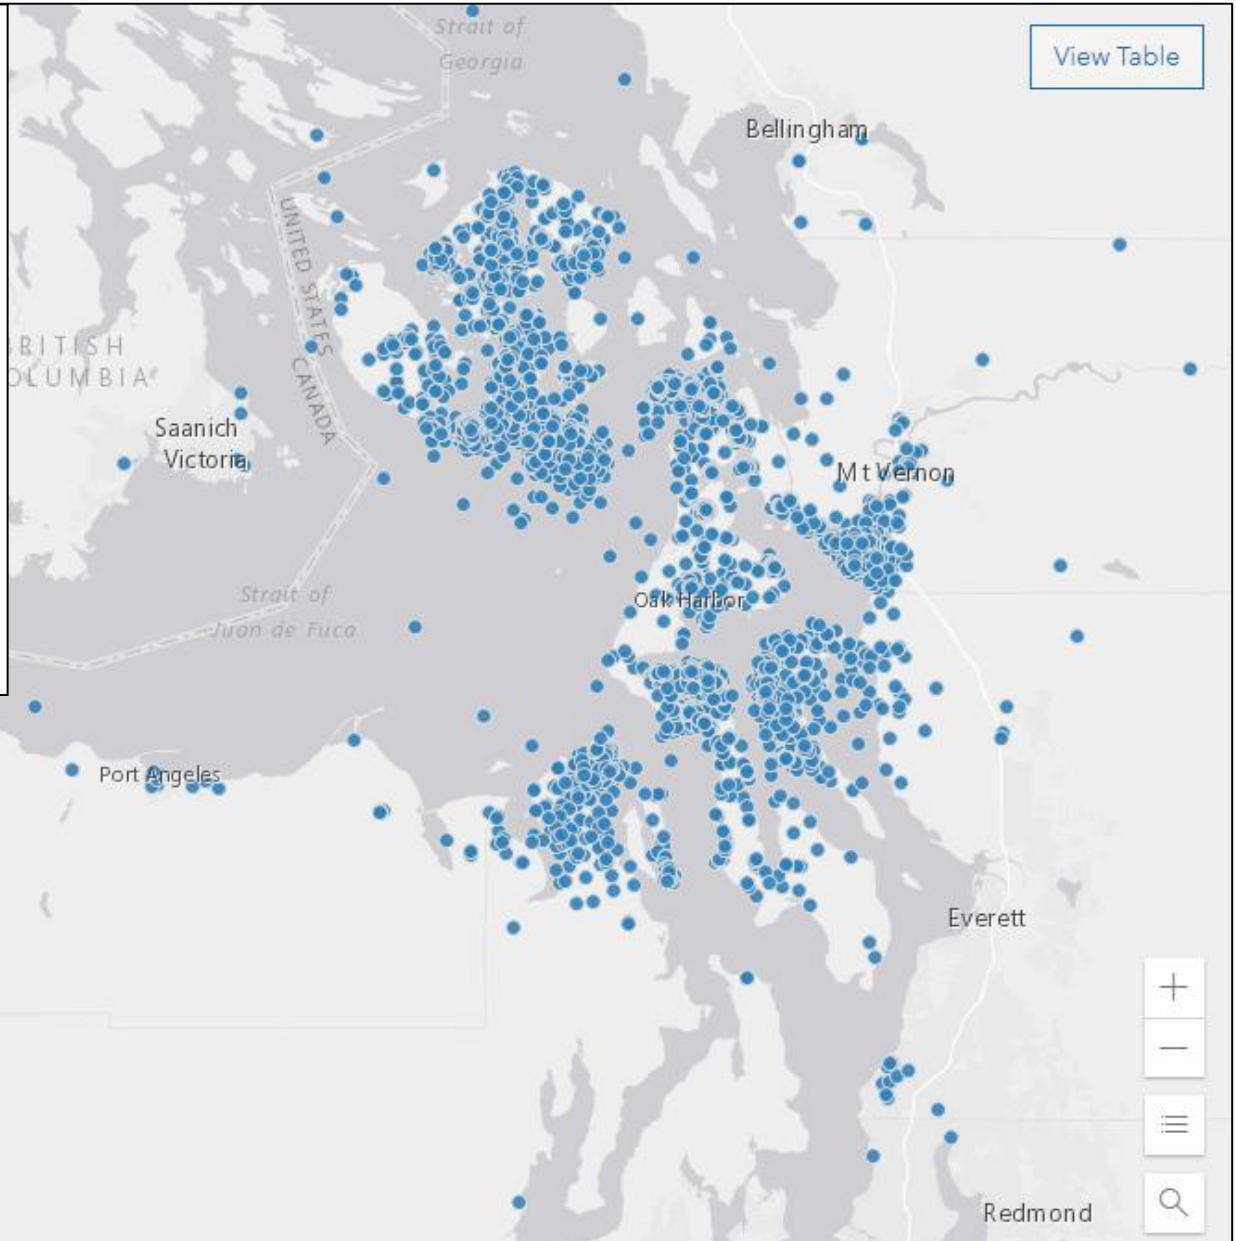 Strait of
Georgia
View Table
Bellingham
UNITED STATES
CANADA
BRITISH
COLUMBIA
Saanich
Victoria
Mt Vernon
Strait of
Juan de Fuca
Oak Harbor
Port Angeles
Everett
Redmond